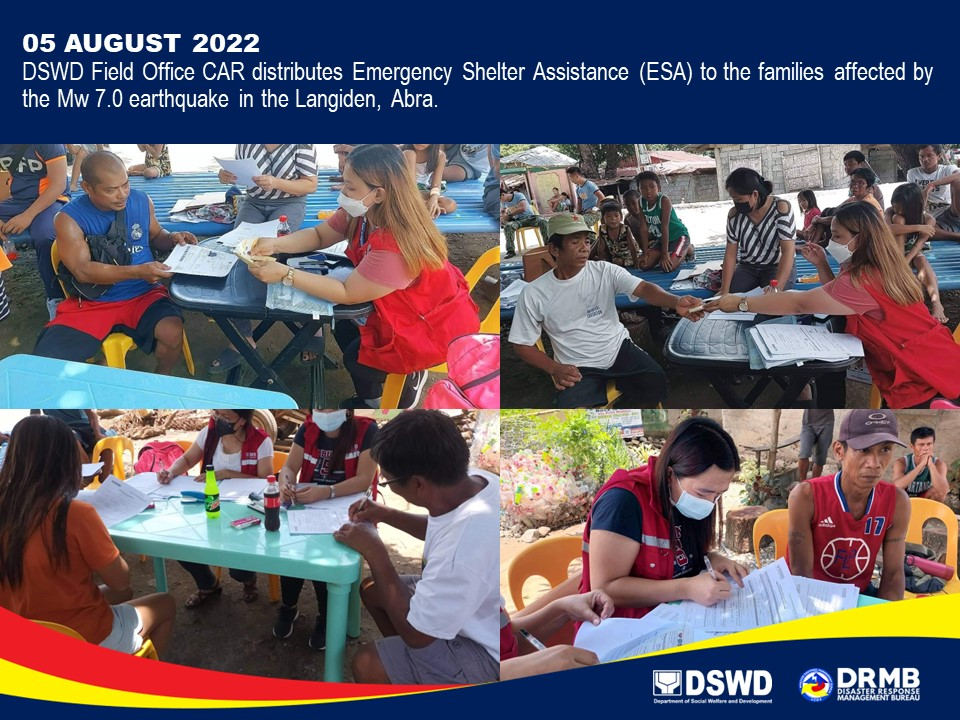 05 AUGUST 2022
DSWD Field Office CAR distributes Emergency Shelter Assistance (ESA) to the families affected by
the Mw 7.0 earthquake in the Langiden, Abra.
17
DSWD
Department of Social Welfare and Development
DRMB
DISASTER RESPONSE
MANAGEMENT BUREAU